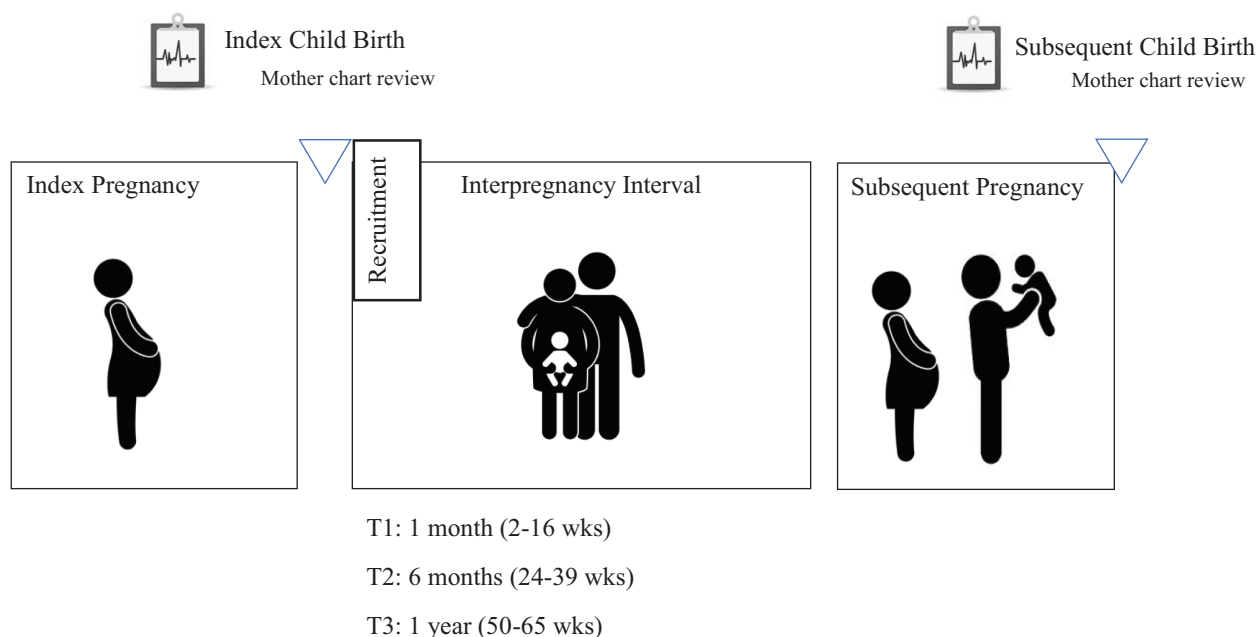 Index Child Birth
Mother chart review
Subsequent Child Birth
Mother chart review
Index Pregnancy
Recruitment
Interpregnancy Interval
Subsequent Pregnancy
T1: 1 month (2-16 wks)
T2: 6 months (24-39 wks)
T3: 1 year (50-65 wks)